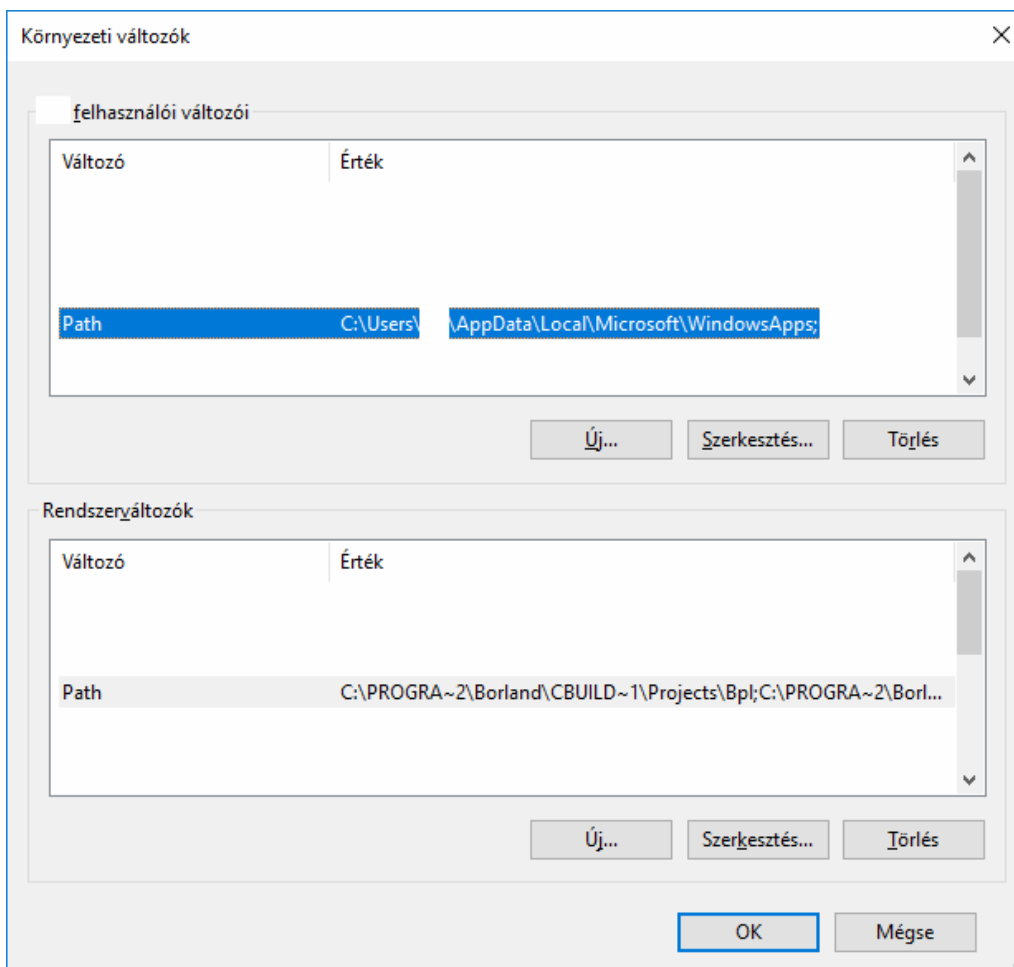 Környezeti változók
felhasználói változói
Változó Érték
Path C:\Users\ \AppData\Local\Microsoft\WindowsApps;
Új... Szerkesztés... Törlés
Rendszerváltozók
Változó Érték
Path C:\PROGRA~2\Borland\CBUILD~1\Projects\Bpl;C:\PROGRA~2\Borl...
Új... Szerkesztés... Törlés
OK Mégse